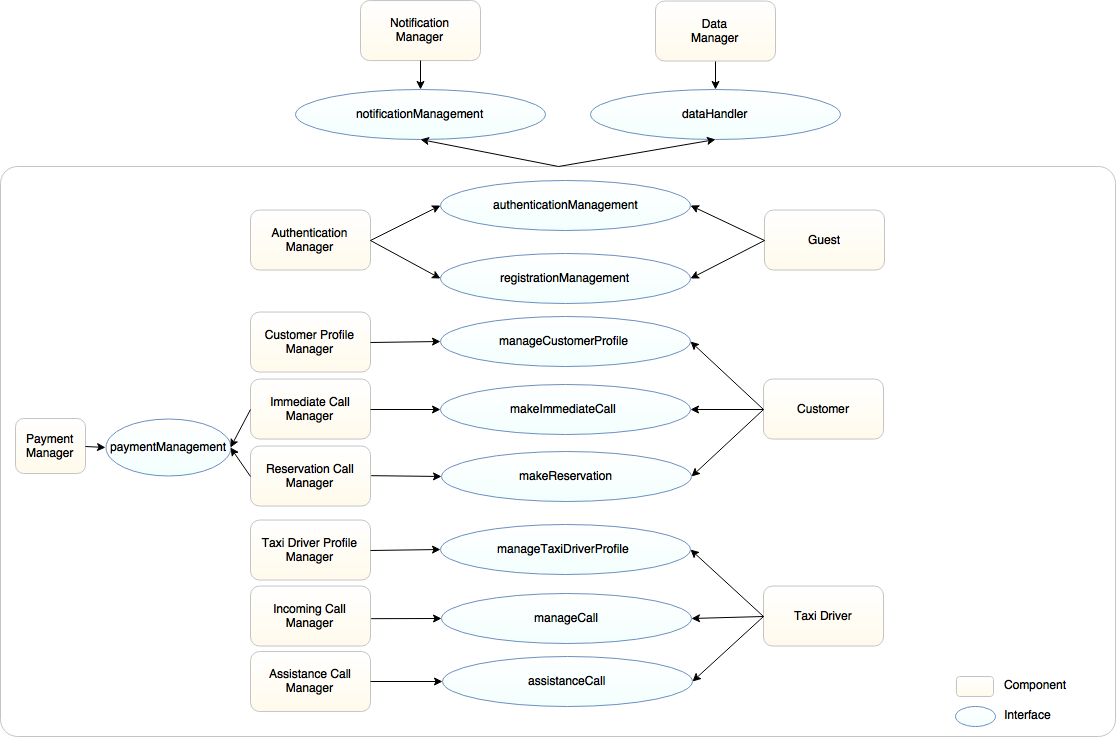 Notification
Manager
Data
Manager
notificationManagement
dataHandler
authenticationManagement
Authentication
Manager
Guest
registrationManagement
Customer Profile
Manager
manageCustomerProfile
Immediate Call
Manager
makeImmediateCall
Customer
Payment
Manager
paymentManagement
Reservation Call
Manager
makeReservation
Taxi Driver Profile
Manager
manageTaxiDriverProfile
Incoming Call
Manager
manageCall
Taxi Driver
Assistance Call
Manager
assistanceCall
Component
Interface